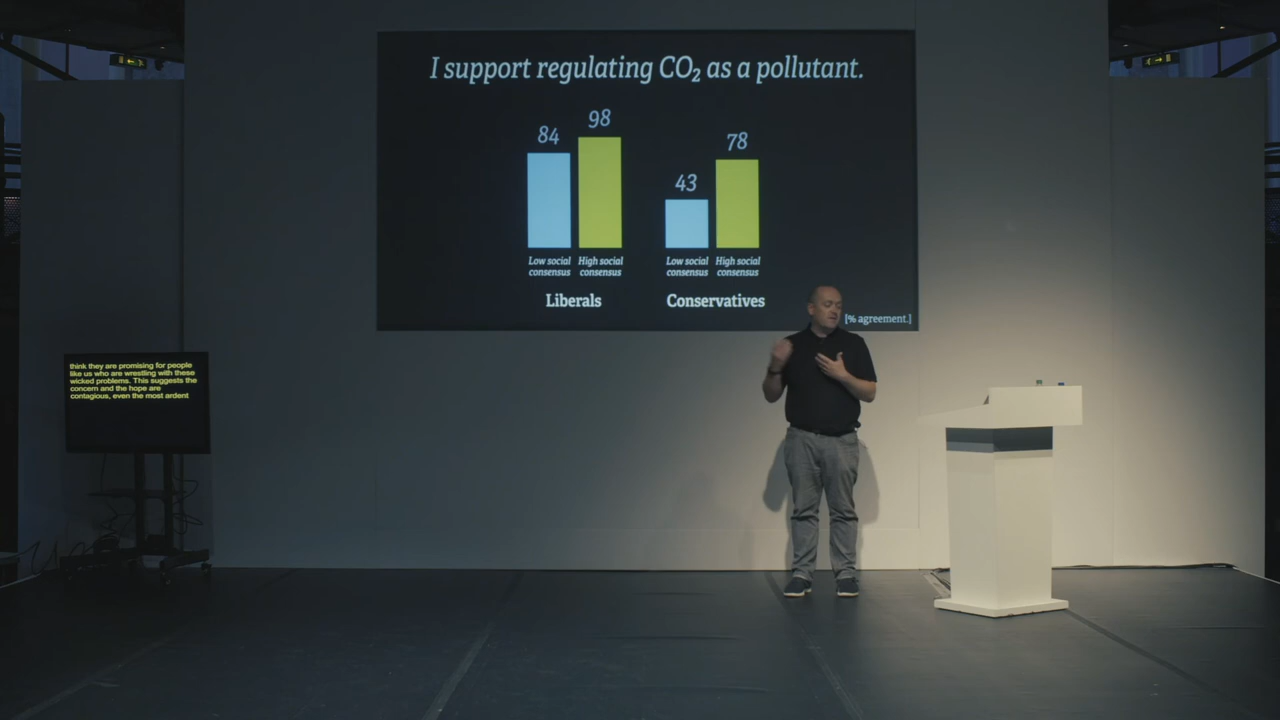 I support regulating CO₂ as a pollutant.
84
98
43
78
Low social
consensus
High social
consensus
Low social
consensus
High social
consensus
Liberals
Conservatives
[% agreement.]
think they are promising for people
like us who are wrestling with these
wicked problems. This suggests the
concern and the hope are
contagious, even the most ardent